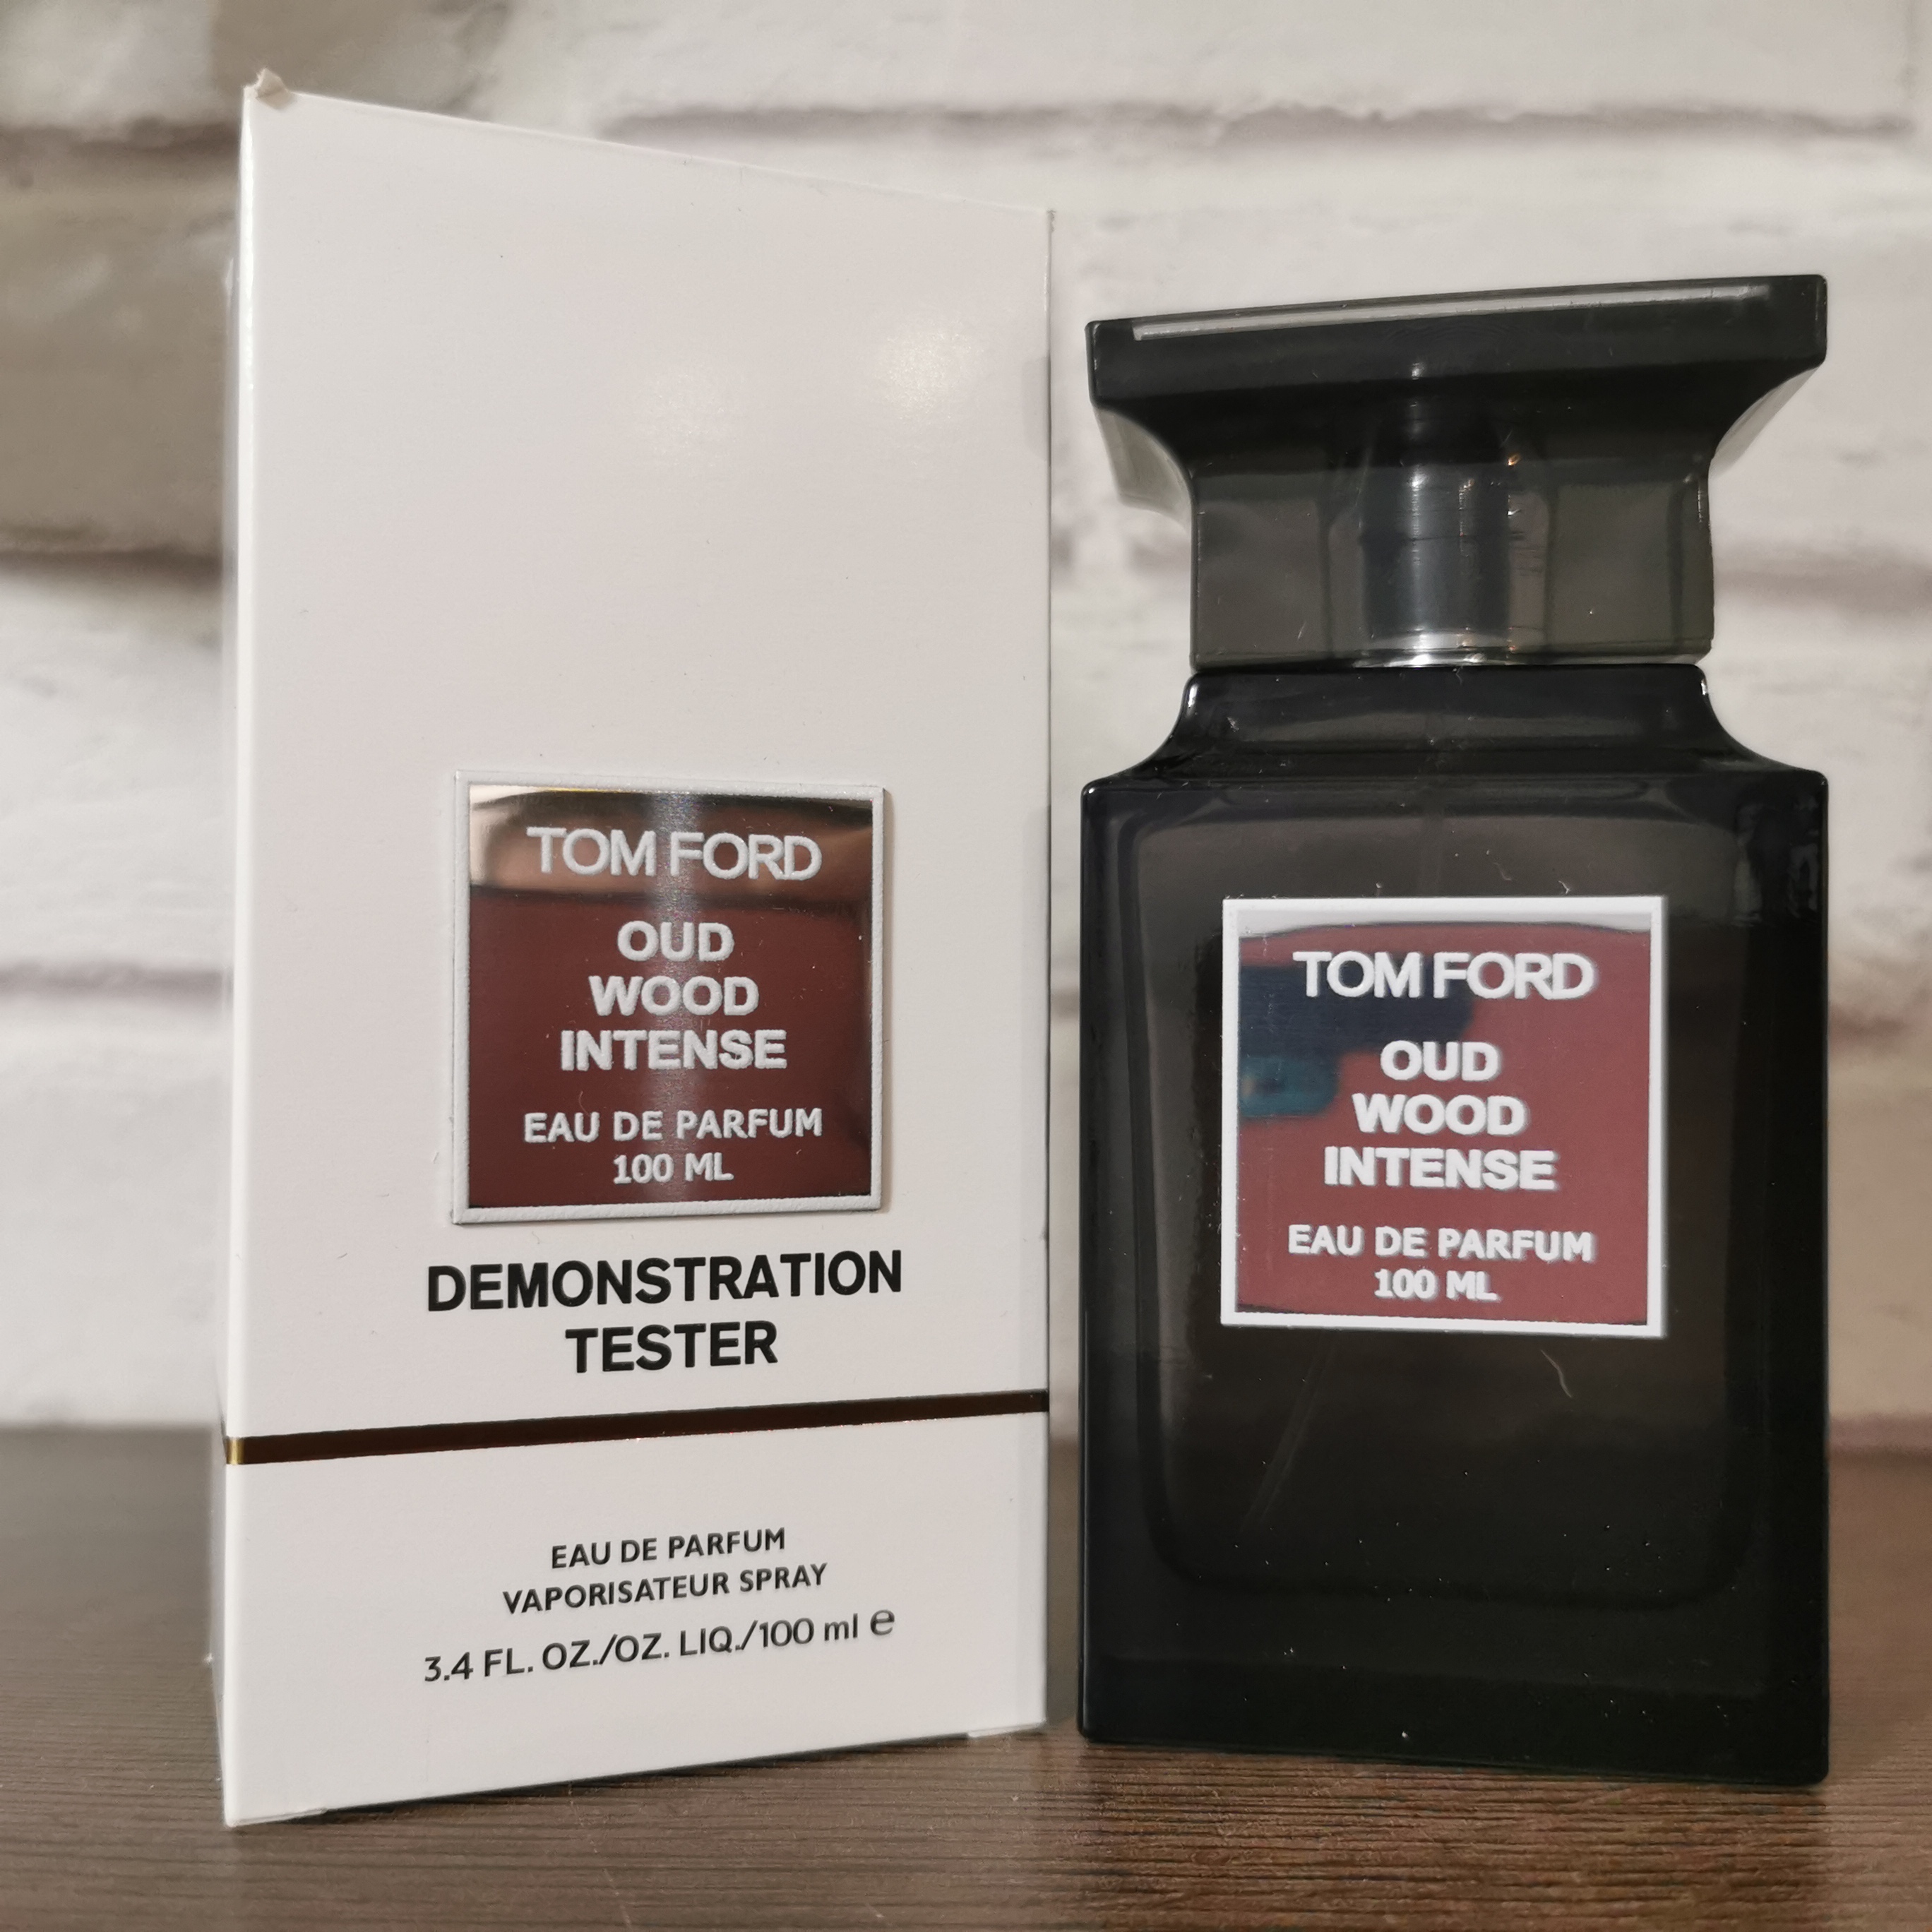 TOM FORD
OUD
WOOD
INTENSE
EAU DE PARFUM
100 ML
DEMONSTRATION
TESTER
EAU DE PARFUM
VAPORISATEUR SPRAY
3.4 FL. OZ./OZ. LIQ./100 ml ℮
TOM FORD
OUD
WOOD
INTENSE
EAU DE PARFUM
100 ML